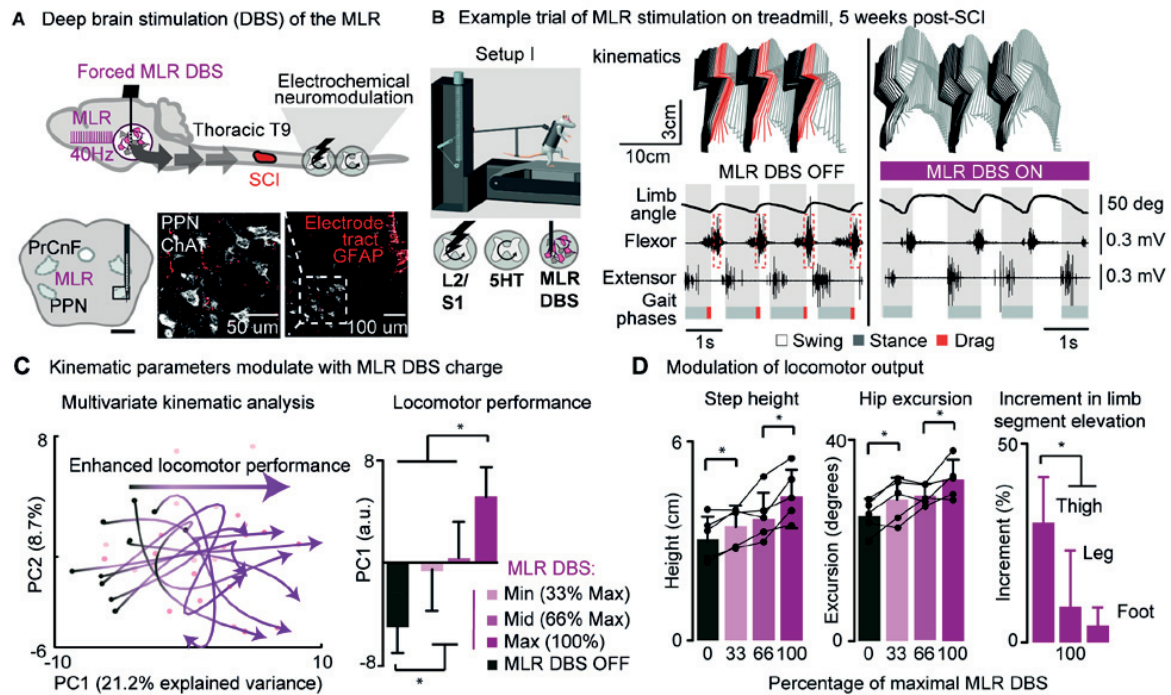 A Deep brain stimulation (DBS) of the MLR
Forced MLR DBS
MLR
40Hz
Electrochemical
neuromodulation
Thoracic T9
SCI
PrCnF
MLR
PPN
PPN
ChAT
50 um
Electrode
tract
GFAP
100 um
B Example trial of MLR stimulation on treadmill, 5 weeks post-SCI
Setup I
L2/
S1
5HT
MLR
DBS
kinematics
3cm
10cm
MLR DBS OFF
MLR DBS ON
Limb
angle
Flexor
Extensor
Gait
phases
50 deg
0.3 mV
0.3 mV
1s
Swing Stance Drag
1s
C Kinematic parameters modulate with MLR DBS charge
Multivariate kinematic analysis
8
Enhanced locomotor performance
PC2 (8.7%)
-6
-10
10
PC1 (21.2% explained variance)
Locomotor performance
*
8
PC1 (a.u.)
-8
*
MLR DBS:
Min (33% Max)
Mid (66% Max)
Max (100%)
MLR DBS OFF
D Modulation of locomotor output
Step height
6
*
*
Height (cm)
0
0 33 66 100
Hip excursion
40
*
*
Excursion (degrees)
0
0 33 66 100
Increment in limb
segment elevation
50
*
Increment (%)
Thigh
Leg
Foot
0
100
Percentage of maximal MLR DBS